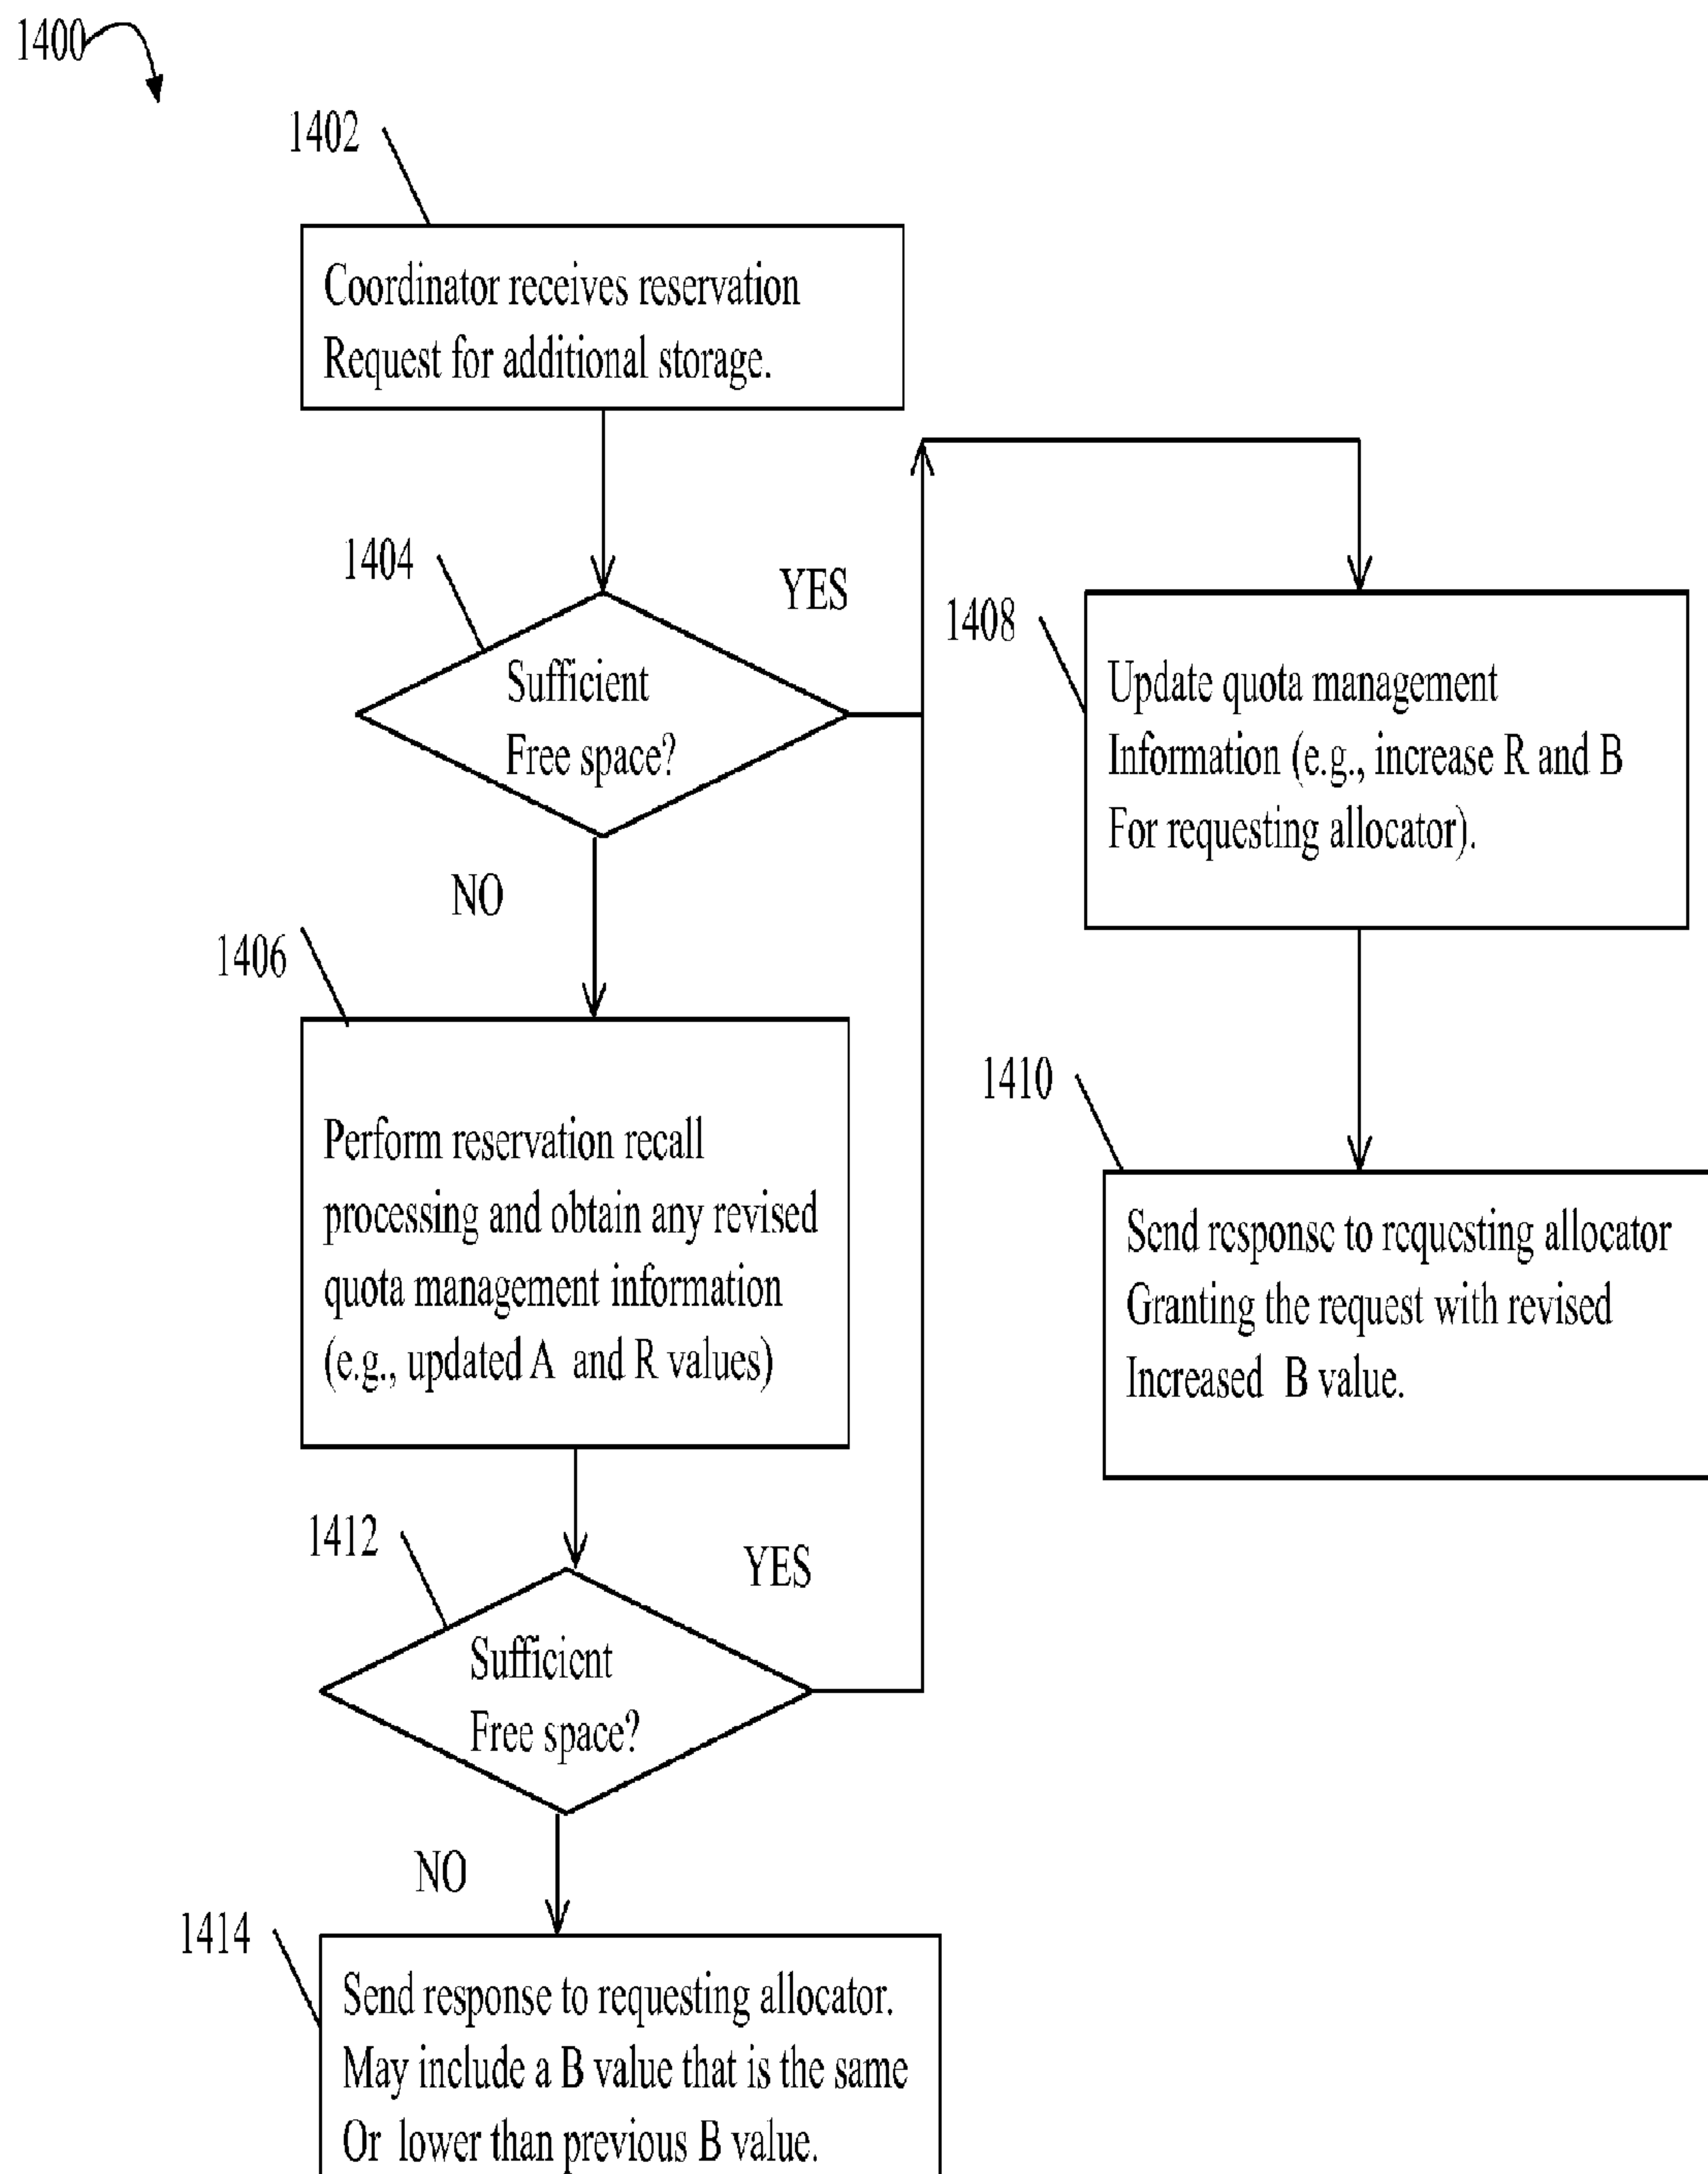 1400
1402
Coordinator receives reservation
Request for additional storage.
1404
YES
Sufficient
Free space?
NO
1408
Update quota management
Information (e.g., increase R and B
For requesting allocator).
1406
Perform reservation recall
processing and obtain any revised
quota management information
(e.g., updated A and R values)
1410
Send response to requesting allocator
Granting the request with revised
Increased B value.
1412
YES
Sufficient
Free space?
NO
1414
Send response to requesting allocator.
May include a B value that is the same
Or lower than previous B value.